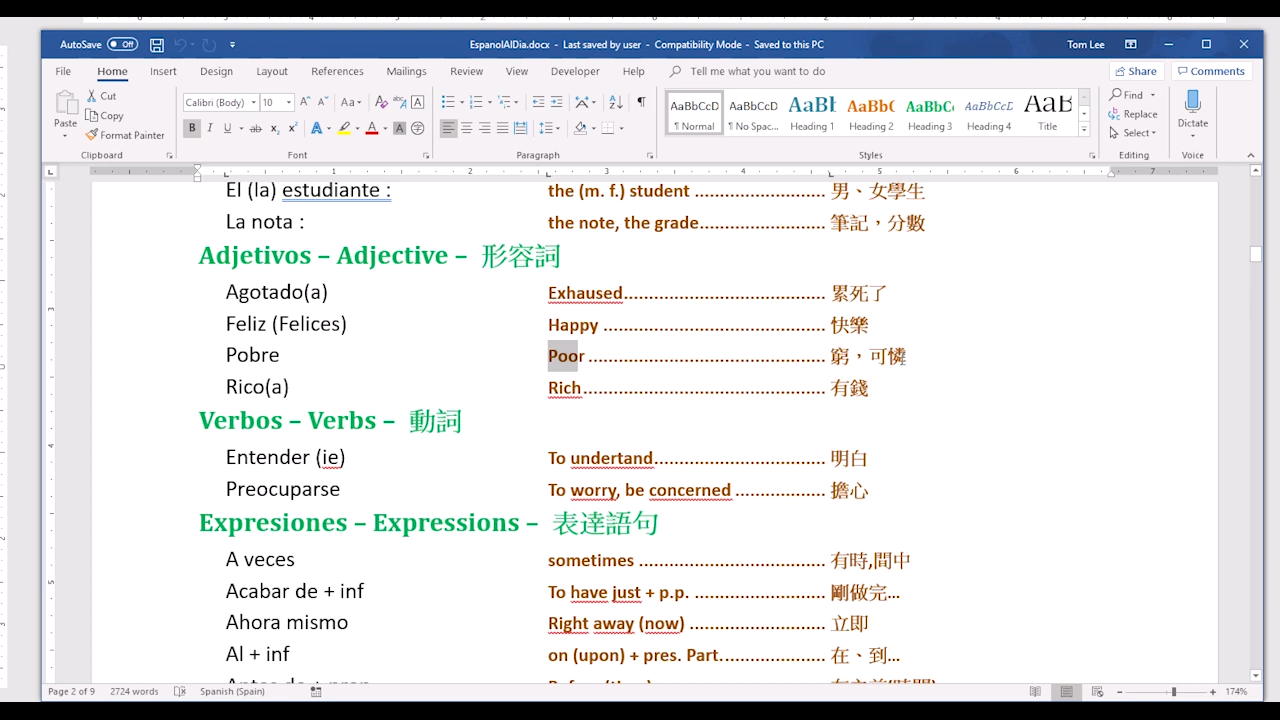 AutoSave Off EspanolAlDia.docx - Last saved by user - Compatibility Mode - Saved to this PC Tom Lee
File Home Insert Design Layout References Mailings Review View Developer Help Tell me what you want to do Share Comments
Paste Cut Copy Format Painter Clipboard
Calibri (Body) 10 Font
Paragraph
AaBbCcD ¶ Normal AaBbCcD ¶ No Spac... AaBb Heading 1 AaBbC Heading 2 AaBbCc Heading 3 AaBbCcD Heading 4 AaB Title Styles
Find Replace Select Editing
Dictate Voice
El (la) estudiante : the (m. f.) student ........................... 男、女學生
La nota : the note, the grade......................... 筆記，分數
Adjetivos – Adjective – 形容詞
Agotado(a) Exhaused........................................ 累死了
Feliz (Felices) Happy ............................................ 快樂
Pobre Poor ............................................... 窮，可憐
Rico(a) Rich................................................ 有錢
Verbos – Verbs – 動詞
Entender (ie) To undertand.................................. 明白
Preocuparse To worry, be concerned .................. 擔心
Expresiones – Expressions – 表達語句
A veces sometimes ..................................... 有時,間中
Acabar de + inf To have just + p.p. .......................... 剛做完...
Ahora mismo Right away (now) ........................... 立即
Al + inf on (upon) + pres. Part..................... 在、到...
Page 2 of 9 2724 words Spanish (Spain) 174%